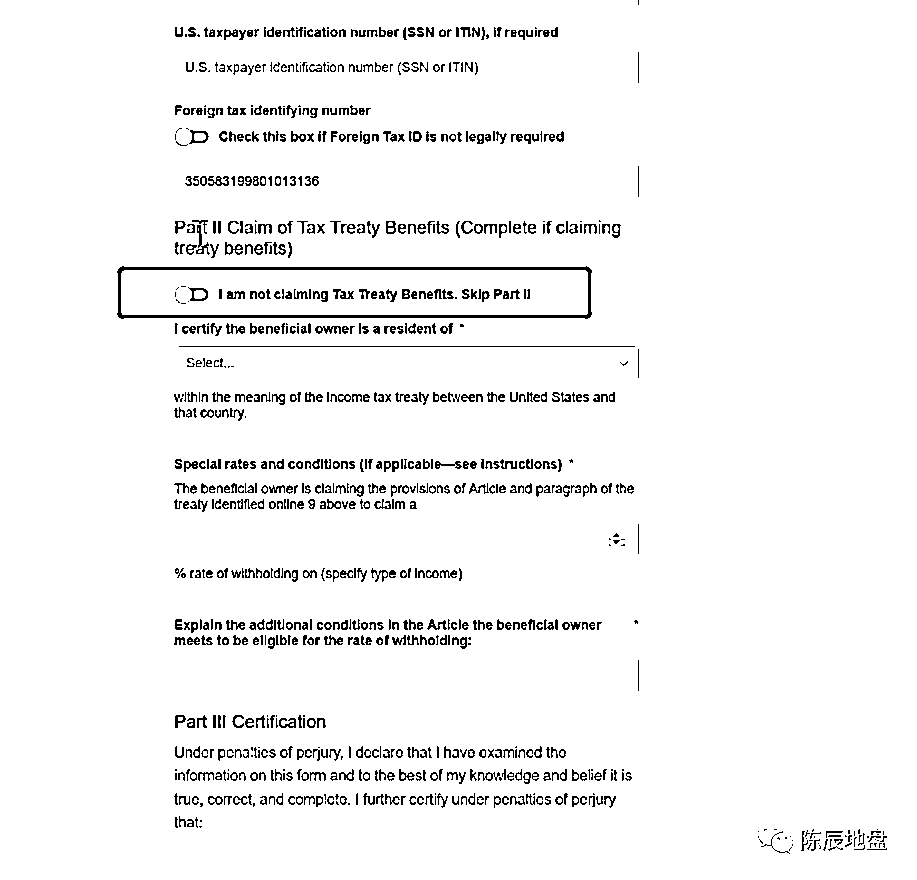 U.S. taxpayer identification number (SSN or ITIN), if required
U.S. taxpayer identification number (SSN or ITIN)
Foreign tax identifying number
Check this box if Foreign Tax ID is not legally required
350583199801013136
Part II Claim of Tax Treaty Benefits (Complete if claiming
treaty benefits)
I am not claiming Tax Treaty Benefits. Skip Part II
I certify the beneficial owner is a resident of *
Select...
within the meaning of the income tax treaty between the United States and
that country.
Special rates and conditions (if applicable—see instructions) *
The beneficial owner is claiming the provisions of Article and paragraph of the
treaty identified online 9 above to claim a
% rate of withholding on (specify type of income)
Explain the additional conditions in the Article the beneficial owner *
meets to be eligible for the rate of withholding:
Part III Certification
Under penalties of perjury, I declare that I have examined the
information on this form and to the best of my knowledge and belief it is
true, correct, and complete. I further certify under penalties of perjury
that:
陈辰地盘